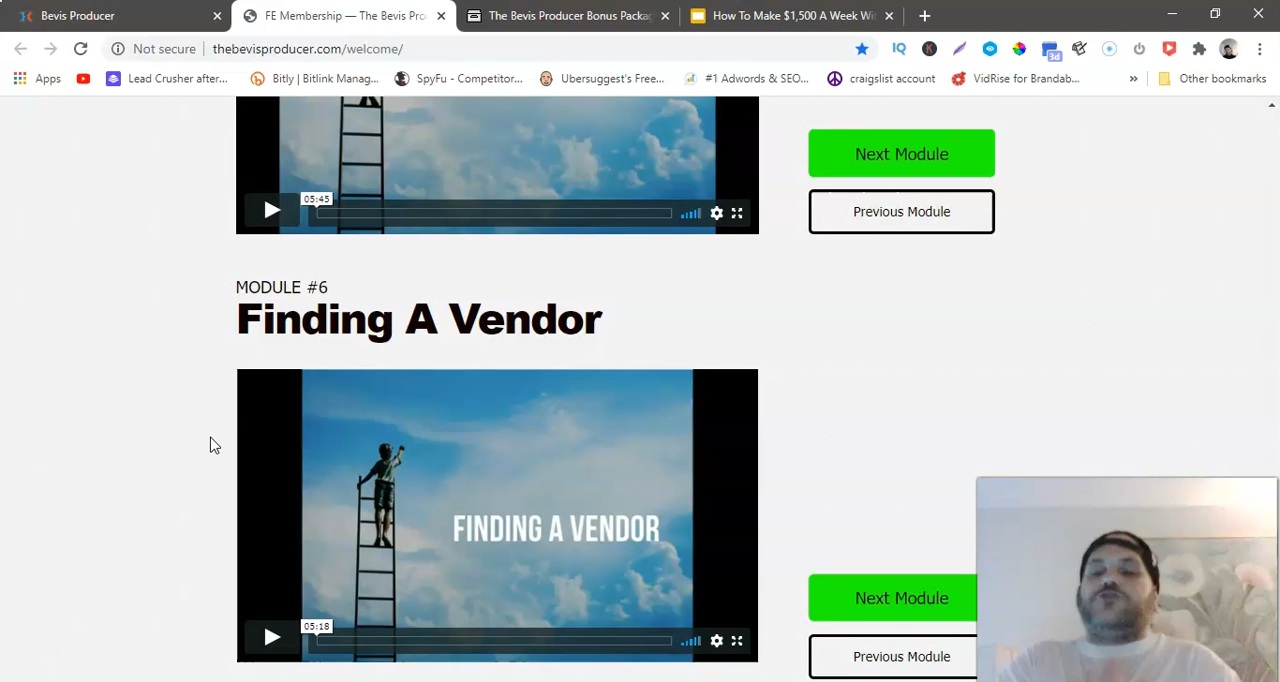 Bevis Producer
FE Membership — The Bevis Pro
The Bevis Producer Bonus Packa
How To Make $1,500 A Week Wi
Not secure
thebevisproducer.com/welcome/
3d
Apps
Lead Crusher after...
Bitly | Bitlink Manag...
SpyFu - Competitor...
Ubersuggest's Free...
#1 Adwords & SEO...
craigslist account
VidRise for Brandab...
Other bookmarks
Next Module
05:45
Previous Module
MODULE #6
Finding A Vendor
FINDING A VENDOR
Next Module
05:18
Previous Module